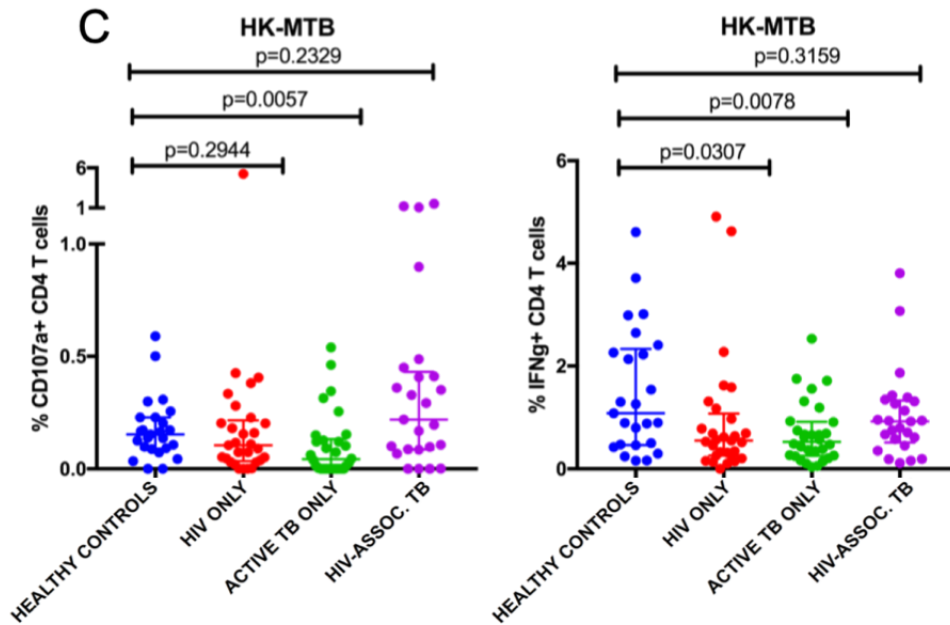 C
HK-MTB
p=0.2329
p=0.0057
p=0.2944
6
1
1.0
0.5
0.0
% CD107a+ CD4 T cells
HEALTHY CONTROLS
HIV ONLY
ACTIVE TB ONLY
HIV-ASSOC. TB
HK-MTB
p=0.3159
p=0.0078
p=0.0307
6
4
2
0
% IFNg+ CD4 T cells
HEALTHY CONTROLS
HIV ONLY
ACTIVE TB ONLY
HIV-ASSOC. TB